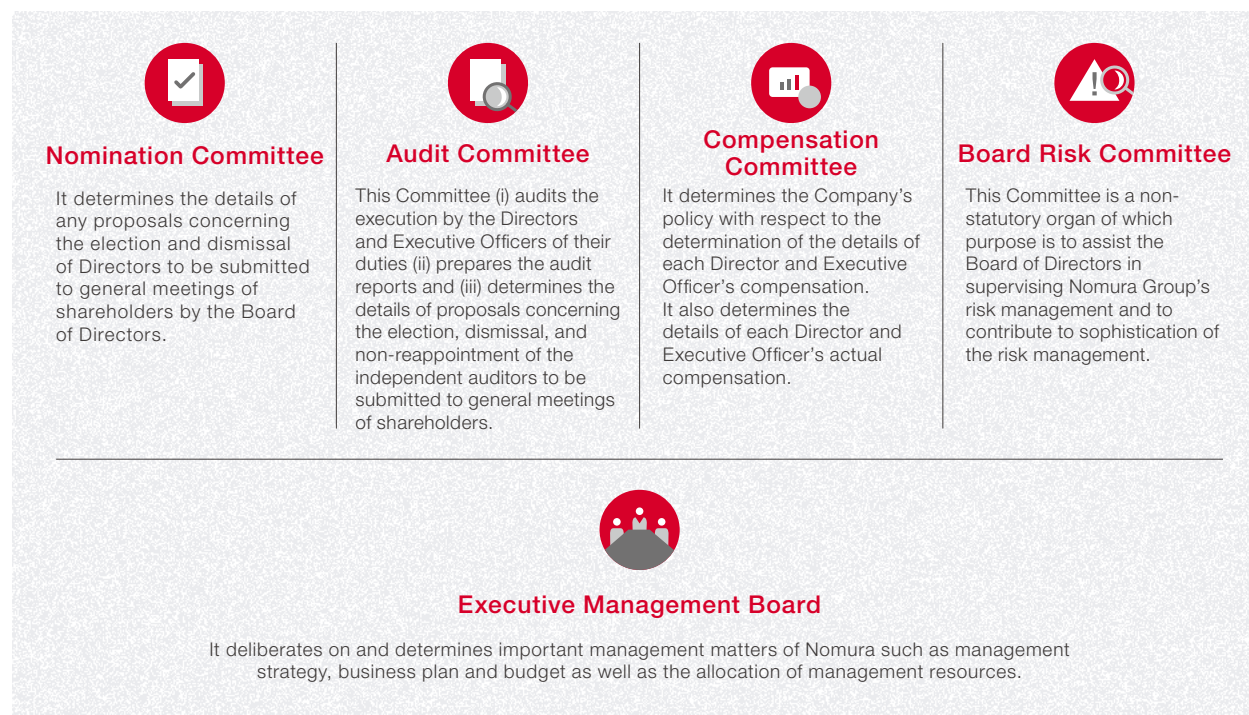 Nomination Committee
It determines the details of
any proposals concerning
the election and dismissal
of Directors to be submitted
to general meetings of
shareholders by the Board
of Directors.
Audit Committee
This Committee (i) audits the
execution by the Directors
and Executive Officers of their
duties (ii) prepares the audit
reports and (iii) determines the
details of proposals concerning
the election, dismissal, and
non-reappointment of the
independent auditors to be
submitted to general meetings
of shareholders.
Compensation
Committee
It determines the Company’s
policy with respect to the
determination of the details of
each Director and Executive
Officer’s compensation.
It also determines the
details of each Director and
Executive Officer’s actual
compensation.
Board Risk Committee
This Committee is a non-
statutory organ of which
purpose is to assist the
Board of Directors in
supervising Nomura Group’s
risk management and to
contribute to sophistication of
the risk management.
Executive Management Board
It deliberates on and determines important management matters of Nomura such as management
strategy, business plan and budget as well as the allocation of management resources.